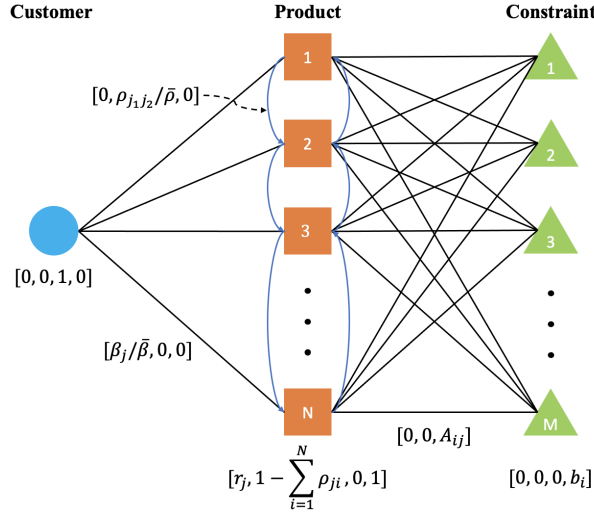 Customer Product Constraint
1 1
[0, ρ_{j₁j₂}/ρ̄, 0]
2 2
3 3
[0, 0, 1, 0]
[β_j/β̄, 0, 0]
N M
[0, 0, A_{ij}]
[r_j, 1 − ∑_{i=1}^{N} ρ_{ji}, 0, 1] [0, 0, 0, b_i]